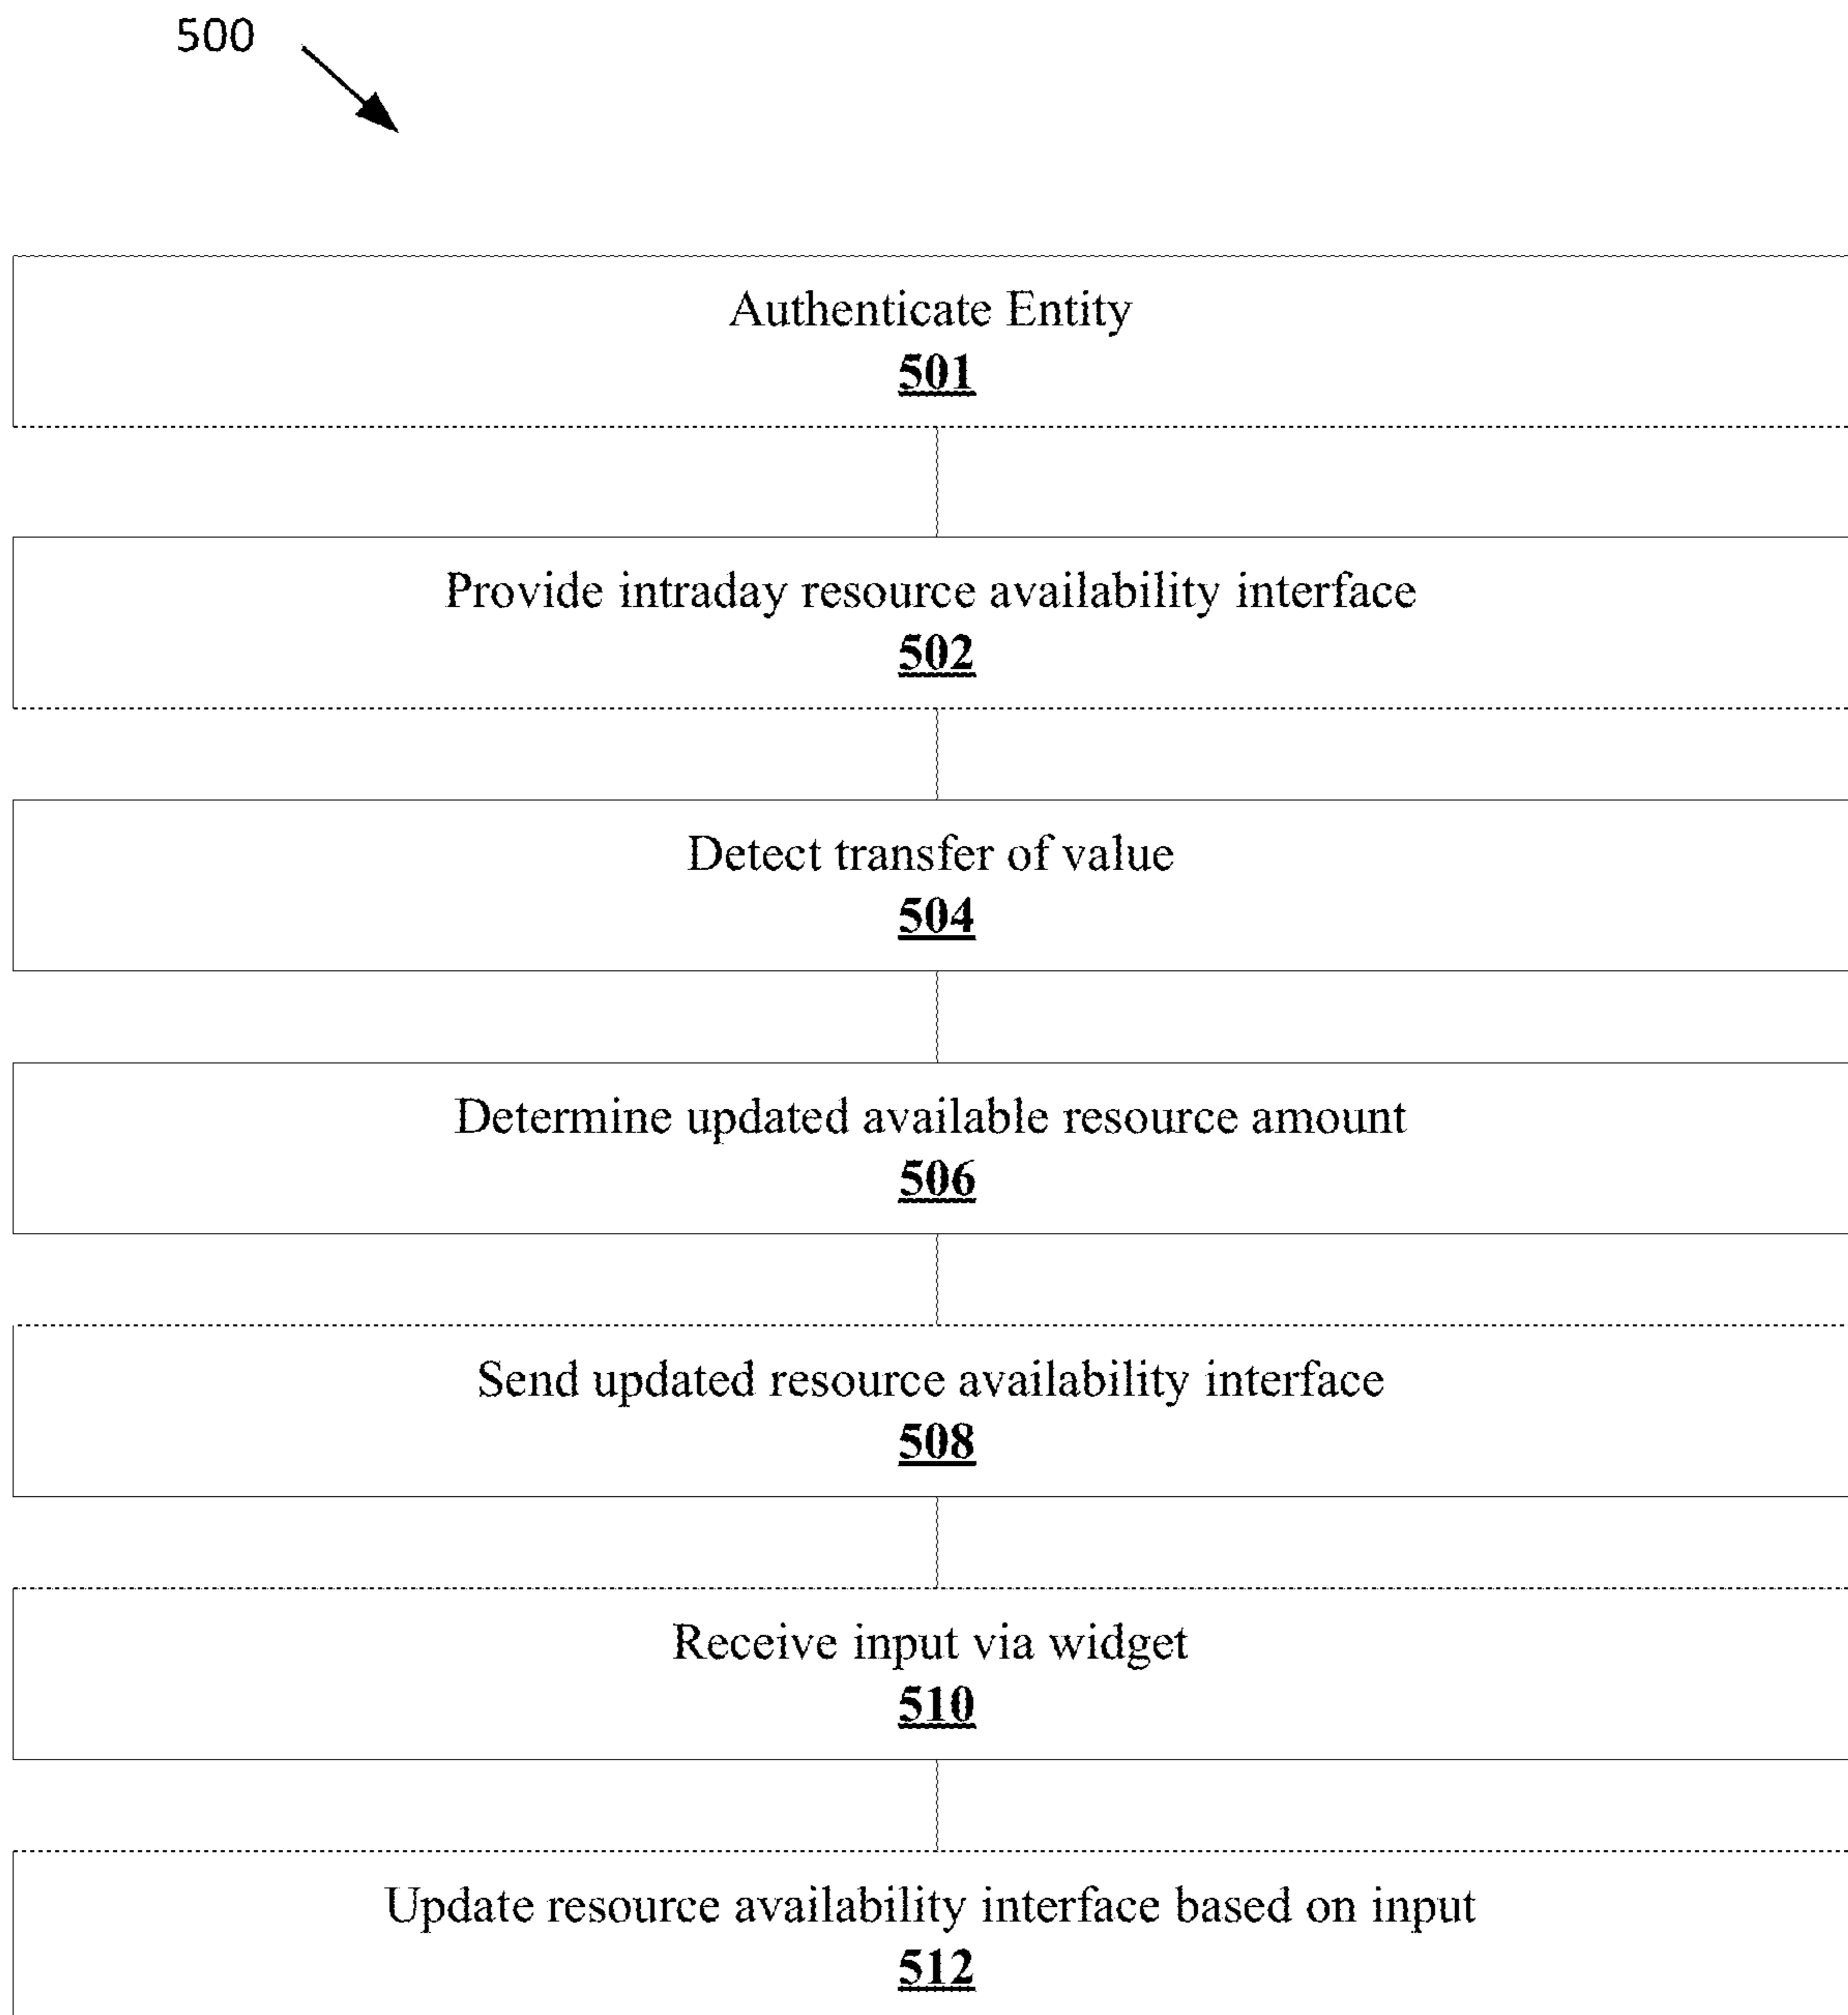 500
Authenticate Entity
501
Provide intraday resource availability interface
502
Detect transfer of value
504
Determine updated available resource amount
506
Send updated resource availability interface
508
Receive input via widget
510
Update resource availability interface based on input
512